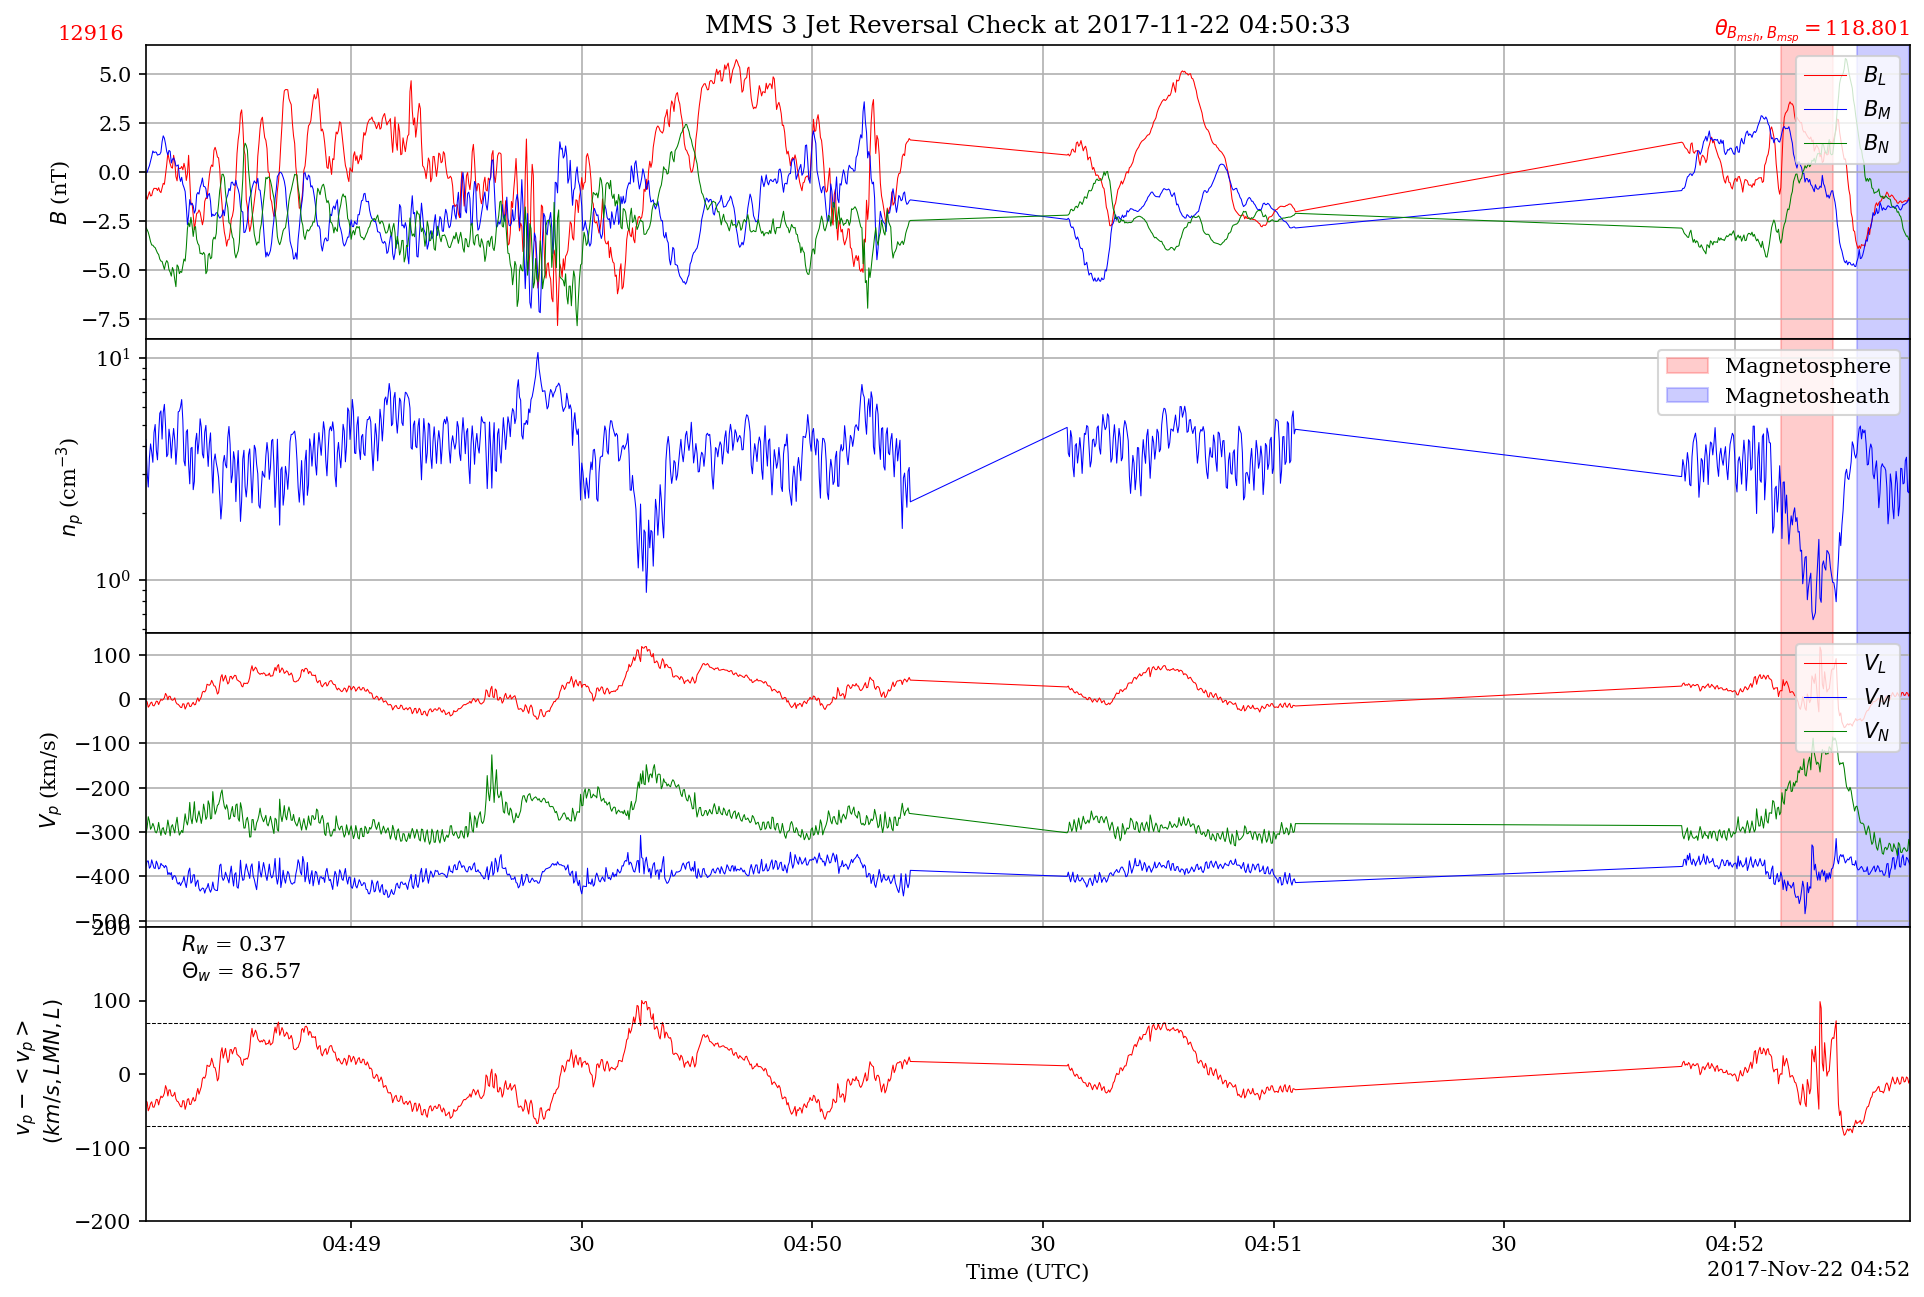 12916
MMS 3 Jet Reversal Check at 2017-11-22 04:50:33
θ_{B_{msh}, B_{msp}} = 118.801
B (nT)
5.0
2.5
0.0
−2.5
−5.0
−7.5
B_L
B_M
B_N
n_p (cm^{−3})
10^1
10^0
Magnetosphere
Magnetosheath
V_p (km/s)
100
0
−100
−200
−300
−400
−500
V_L
V_M
V_N
R_w = 0.37
Θ_w = 86.57
v_p − < v_p >
(km/s, LMN, L)
200
100
0
−100
−200
04:49
30
04:50
30
04:51
30
04:52
Time (UTC)
2017-Nov-22 04:52